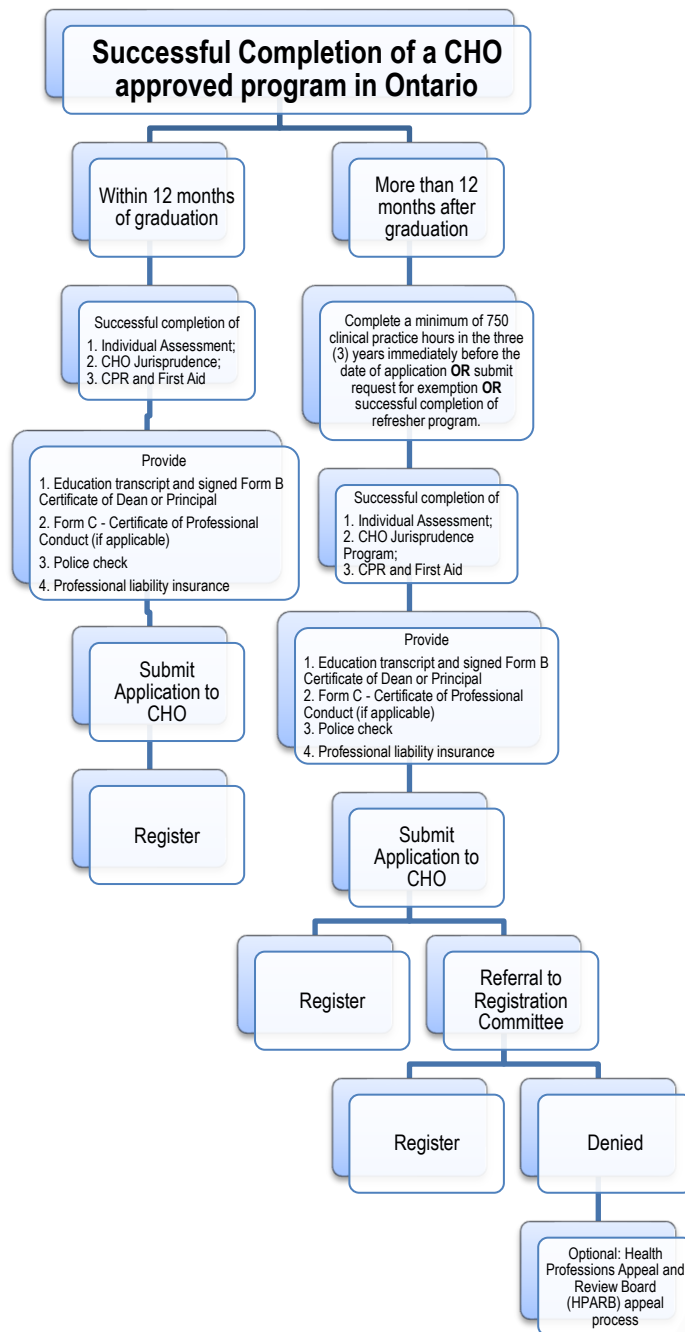 Successful Completion of a CHO
approved program in Ontario
Within 12 months
of graduation
Successful completion of
1. Individual Assessment;
2. CHO Jurisprudence;
3. CPR and First Aid
Provide
1. Education transcript and signed Form B
Certificate of Dean or Principal
2. Form C - Certificate of Professional
Conduct (if applicable)
3. Police check
4. Professional liability insurance
Submit
Application to
CHO
Register
More than 12
months after
graduation
Complete a minimum of 750
clinical practice hours in the three
(3) years immediately before the
date of application OR submit
request for exemption OR
successful completion of
refresher program.
Successful completion of
1. Individual Assessment;
2. CHO Jurisprudence
Program;
3. CPR and First Aid
Provide
1. Education transcript and signed Form B
Certificate of Dean or Principal
2. Form C - Certificate of Professional
Conduct (if applicable)
3. Police check
4. Professional liability insurance
Submit
Application to
CHO
Register
Referral to
Registration
Committee
Register
Denied
Optional: Health
Professions Appeal and
Review Board
(HPARB) appeal
process